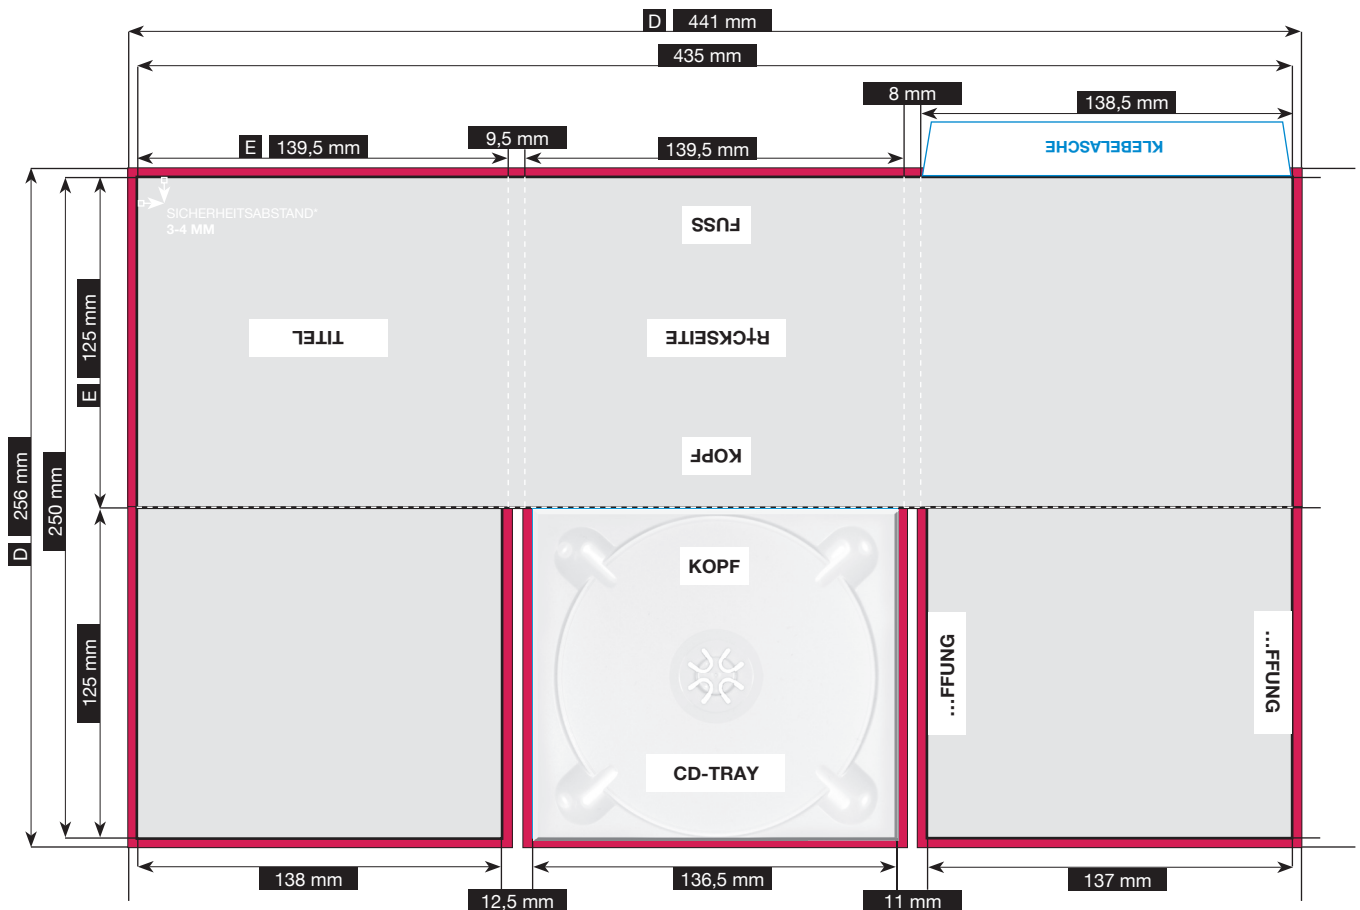 D 441 mm
435 mm
8 mm
138,5 mm
9,5 mm
E 139,5 mm
139,5 mm
KLEBELASCHE
SICHERHEITSABSTAND*
3-4 MM
FUSS
125 mm
E
TITEL
R†CKSEITE
KOPF
256 mm
D
250 mm
KOPF
125 mm
...FFUNG
...FFUNG
CD-TRAY
138 mm
136,5 mm
137 mm
12,5 mm
11 mm